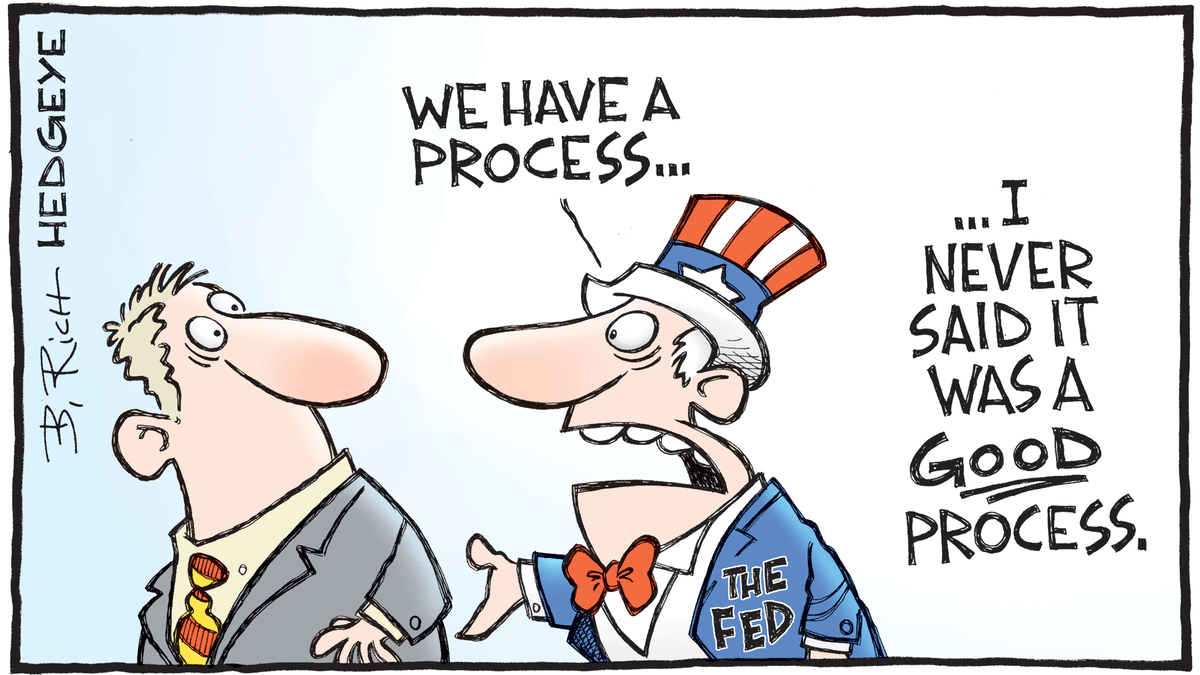 B. Rich HEDGEYE
WE HAVE A
PROCESS...
...I
NEVER
SAID IT
WAS A
GOOD
PROCESS.
THE
FED